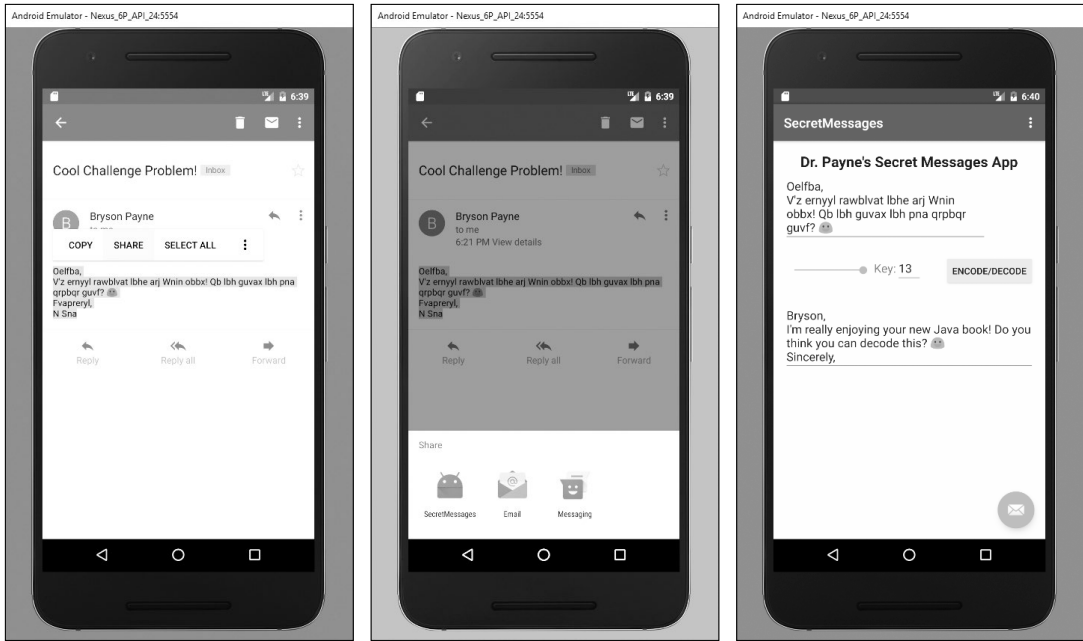 Android Emulator - Nexus_6P_API_24:5554
LTE 6:39
Cool Challenge Problem! Inbox
B
Bryson Payne
to me
COPY SHARE SELECT ALL
Oelfba,
V'z ernyyl rawblvat lbhe arj Wnin obbx! Qb lbh guvax lbh pna
qrpbqr guvf?
Fvapreryl,
N Sna
Reply Reply all Forward
Android Emulator - Nexus_6P_API_24:5554
LTE 6:39
Cool Challenge Problem! Inbox
B
Bryson Payne
to me
6:21 PM View details
Oelfba,
V'z ernyyl rawblvat lbhe arj Wnin obbx! Qb lbh guvax lbh pna
qrpbqr guvf?
Fvapreryl,
N Sna
Reply Reply all Forward
Share
SecretMessages Email Messaging
Android Emulator - Nexus_6P_API_24:5554
LTE 6:40
SecretMessages
Dr. Payne's Secret Messages App
Oelfba,
V'z ernyyl rawblvat lbhe arj Wnin
obbx! Qb lbh guvax lbh pna qrpbqr
guvf?
Key: 13 ENCODE/DECODE
Bryson,
I'm really enjoying your new Java book! Do you
think you can decode this?
Sincerely,